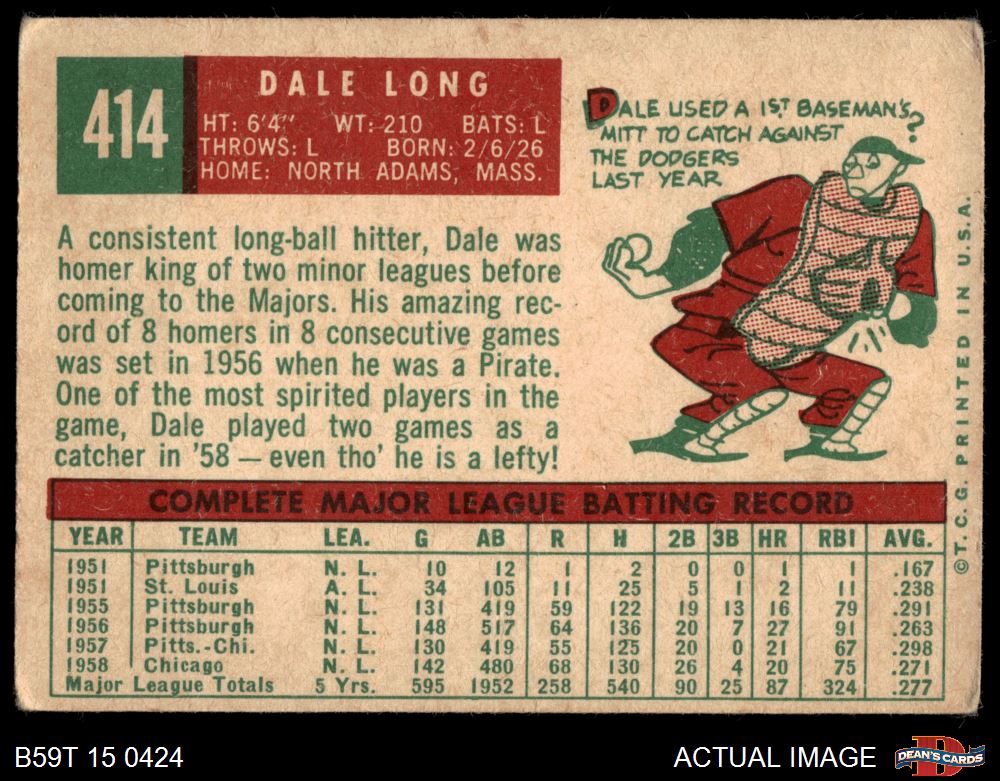 414
DALE LONG
HT: 6'4" WT: 210 BATS: L
THROWS: L BORN: 2/6/26
HOME: NORTH ADAMS, MASS.
DALE USED A 1ST BASEMAN'S
MITT TO CATCH AGAINST
THE DODGERS
LAST YEAR
?
A consistent long-ball hitter, Dale was
homer king of two minor leagues before
coming to the Majors. His amazing rec-
ord of 8 homers in 8 consecutive games
was set in 1956 when he was a Pirate.
One of the most spirited players in the
game, Dale played two games as a
catcher in '58 — even tho' he is a lefty!
COMPLETE MAJOR LEAGUE BATTING RECORD
YEAR TEAM LEA. G AB R H 2B 3B HR RBI AVG.
1951 Pittsburgh N. L. 10 12 1 2 0 0 1 1 .167
1951 St. Louis A. L. 34 105 11 25 5 1 2 11 .238
1955 Pittsburgh N. L. 131 419 59 122 19 13 16 79 .291
1956 Pittsburgh N. L. 148 517 64 136 20 7 27 91 .263
1957 Pitts.-Chi. N. L. 130 419 55 125 20 0 21 67 .298
1958 Chicago N. L. 142 480 68 130 26 4 20 75 .271
Major League Totals 5 Yrs. 595 1952 258 540 90 25 87 324 .277
©T. C. G. PRINTED IN U.S.A.
B59T 15 0424
ACTUAL IMAGE
D
DEAN'S CARDS